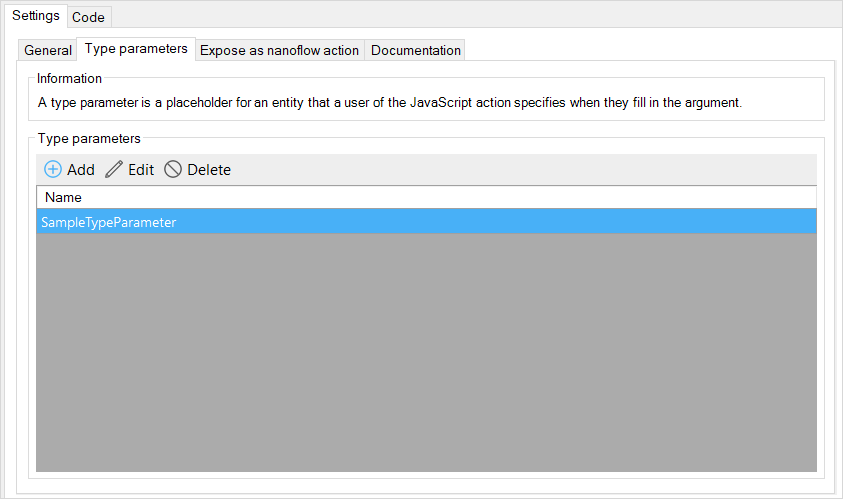 Settings Code
General Type parameters Expose as nanoflow action Documentation
Information
A type parameter is a placeholder for an entity that a user of the JavaScript action specifies when they fill in the argument.
Type parameters
Add Edit Delete
Name
SampleTypeParameter